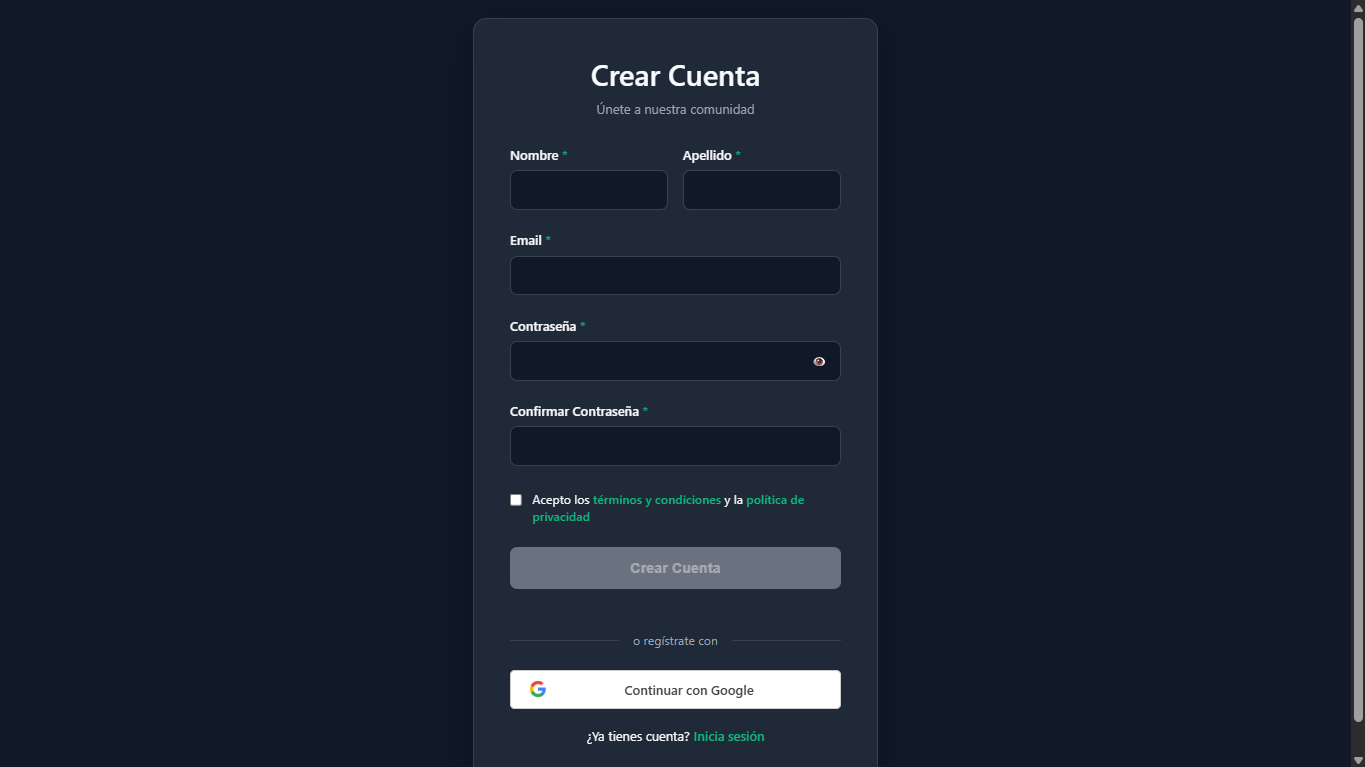 Crear Cuenta
Únete a nuestra comunidad
Nombre * Apellido *
Email *
Contraseña *
Confirmar Contraseña *
Acepto los términos y condiciones y la política de
privacidad
Crear Cuenta
o regístrate con
Continuar con Google
¿Ya tienes cuenta? Inicia sesión